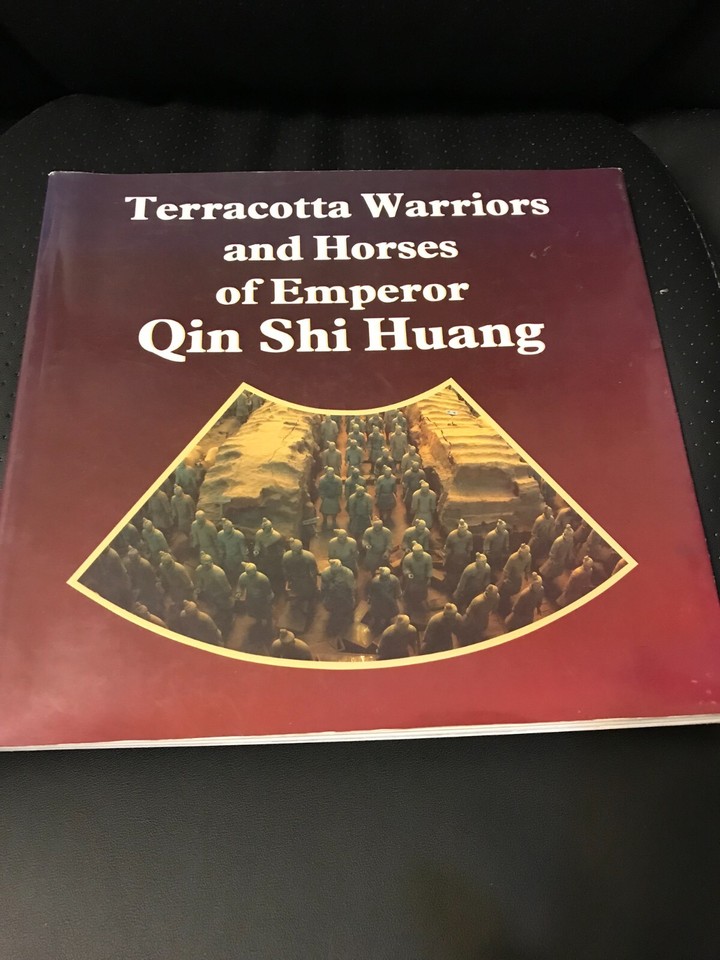 Terracotta Warriors
and Horses
of Emperor
Qin Shi Huang